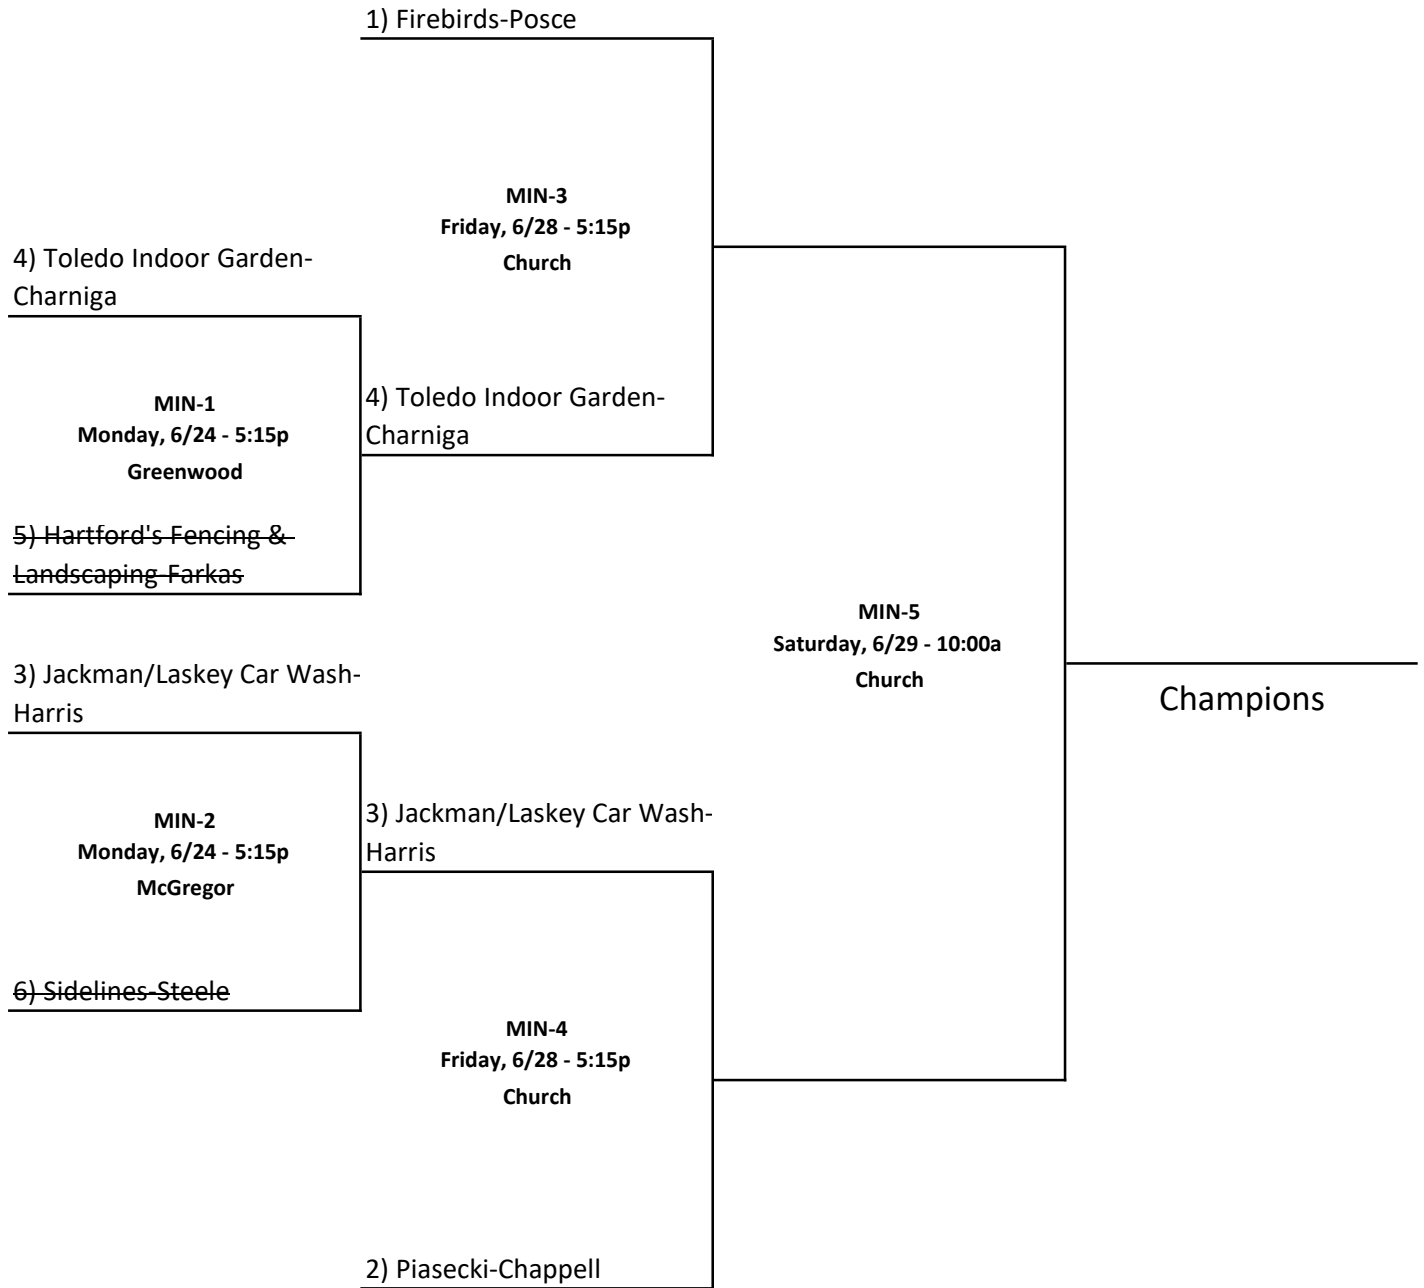 1) Firebirds-Posce
MIN-3
Friday, 6/28 - 5:15p
Church
4) Toledo Indoor Garden-
Charniga
MIN-1
Monday, 6/24 - 5:15p
Greenwood
4) Toledo Indoor Garden-
Charniga
5) Hartford's Fencing &
Landscaping-Farkas
MIN-5
Saturday, 6/29 - 10:00a
Church
Champions
3) Jackman/Laskey Car Wash-
Harris
MIN-2
Monday, 6/24 - 5:15p
McGregor
3) Jackman/Laskey Car Wash-
Harris
6) Sidelines-Steele
MIN-4
Friday, 6/28 - 5:15p
Church
2) Piasecki-Chappell